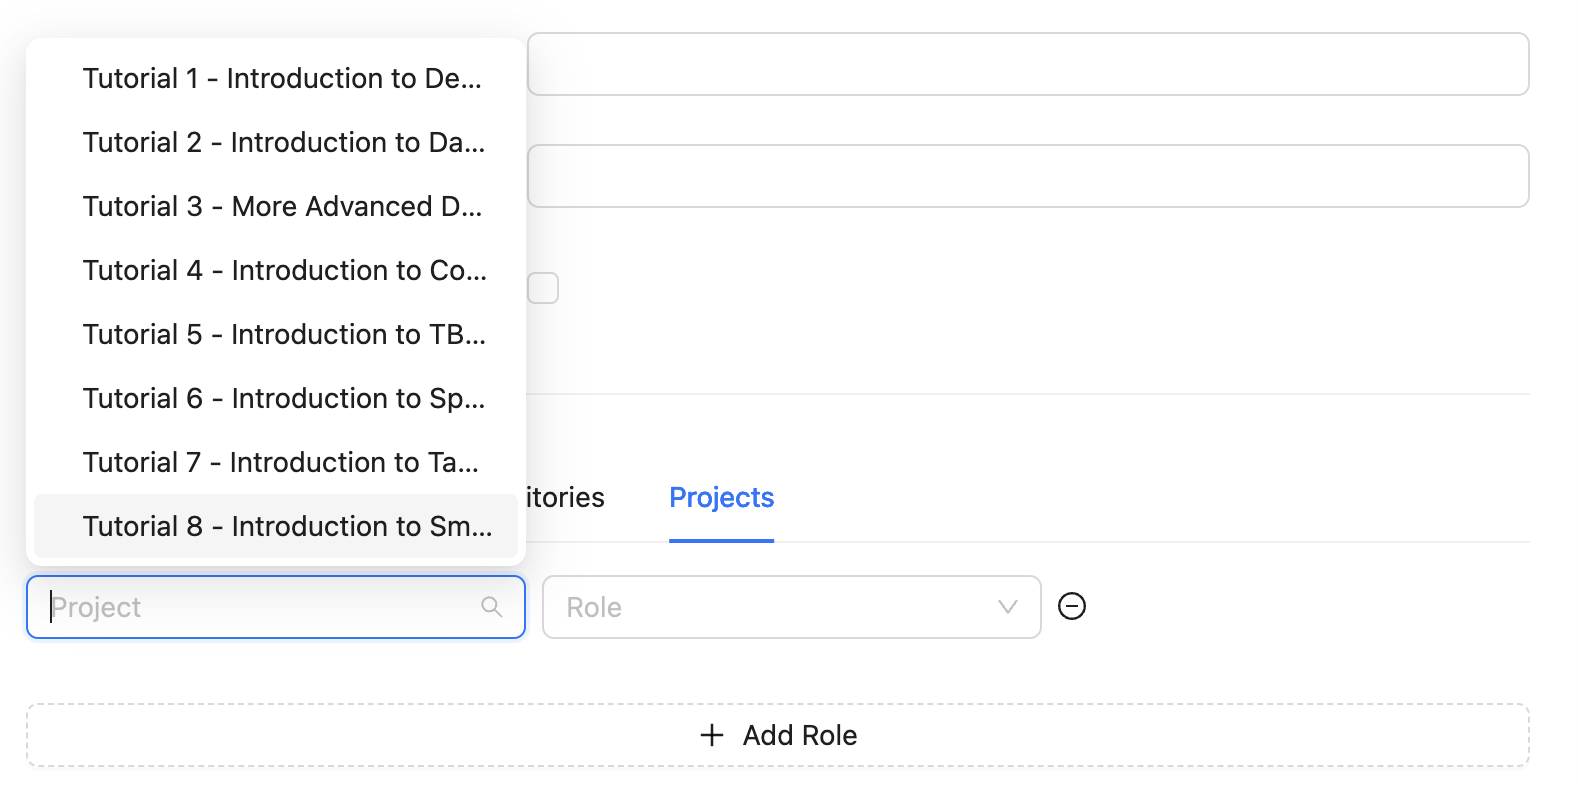 Tutorial 1 - Introduction to De...
Tutorial 2 - Introduction to Da...
Tutorial 3 - More Advanced D...
Tutorial 4 - Introduction to Co...
Tutorial 5 - Introduction to TB...
Tutorial 6 - Introduction to Sp...
Tutorial 7 - Introduction to Ta...
Tutorial 8 - Introduction to Sm...
itories Projects
Project Role
Add Role